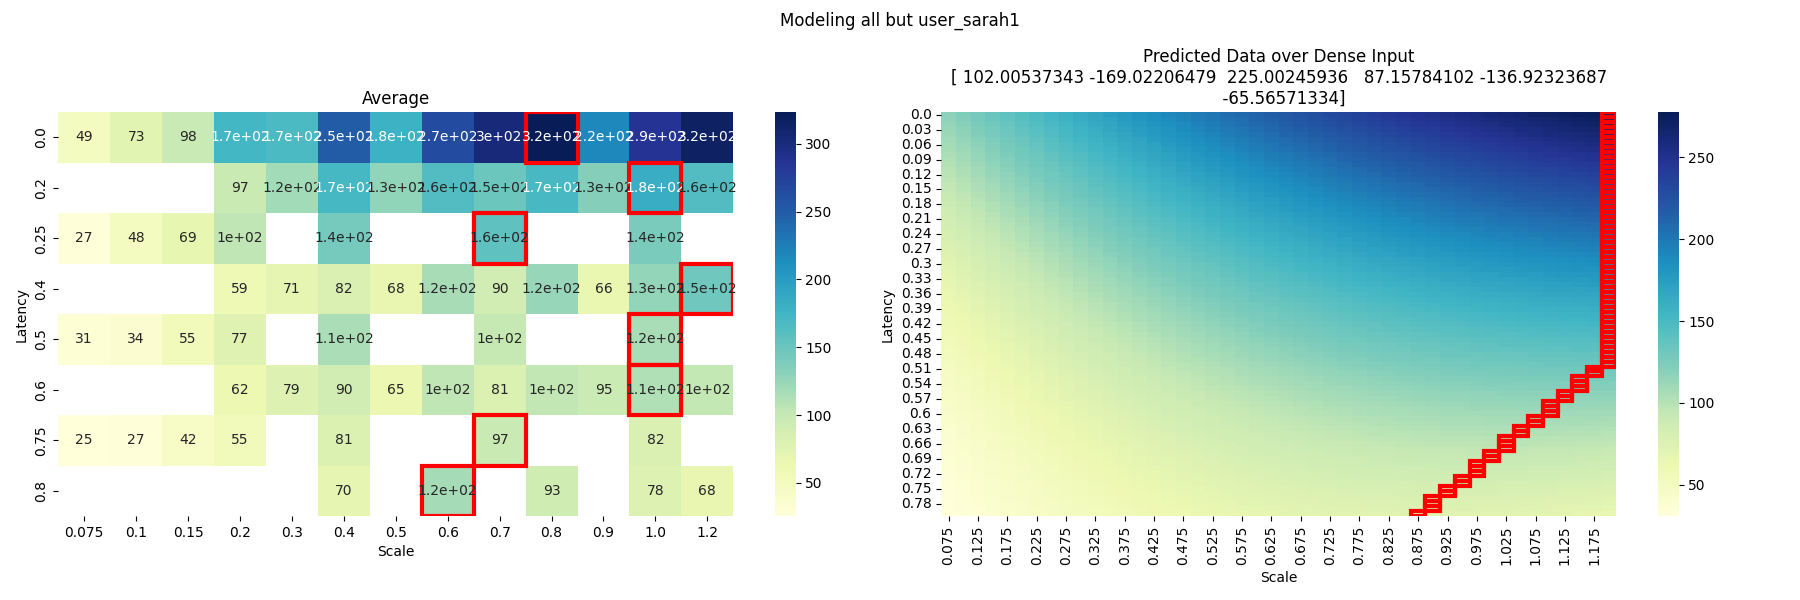 Modeling all but user_sarah1
Average
49 73 98 1.7e+02 1.7e+02 2.5e+02 1.8e+02 2.7e+02 3e+02 3.2e+02 2.2e+02 2.9e+02 3.2e+02
97 1.2e+02 1.7e+02 1.3e+02 1.6e+02 1.5e+02 1.7e+02 1.3e+02 1.8e+02 1.6e+02
27 48 69 1e+02 1.4e+02 1.6e+02 1.4e+02
59 71 82 68 1.2e+02 90 1.2e+02 66 1.3e+02 1.5e+02
31 34 55 77 1.1e+02 1e+02 1.2e+02
62 79 90 65 1e+02 81 1e+02 95 1.1e+02 1e+02
25 27 42 55 81 97 82
70 1.2e+02 93 78 68
0.0
0.2
0.25
0.4
0.5
0.6
0.75
0.8
Latency
0.075 0.1 0.15 0.2 0.3 0.4 0.5 0.6 0.7 0.8 0.9 1.0 1.2
Scale
300
250
200
150
100
50
Predicted Data over Dense Input
[ 102.00537343 -169.02206479 225.00245936 87.15784102 -136.92323687
-65.56571334]
0.0
0.03
0.06
0.09
0.12
0.15
0.18
0.21
0.24
0.27
0.3
0.33
0.36
0.39
0.42
0.45
0.48
0.51
0.54
0.57
0.6
0.63
0.66
0.69
0.72
0.75
0.78
Latency
0.075 0.125 0.175 0.225 0.275 0.325 0.375 0.425 0.475 0.525 0.575 0.625 0.675 0.725 0.775 0.825 0.875 0.925 0.975 1.025 1.075 1.125 1.175
Scale
250
200
150
100
50